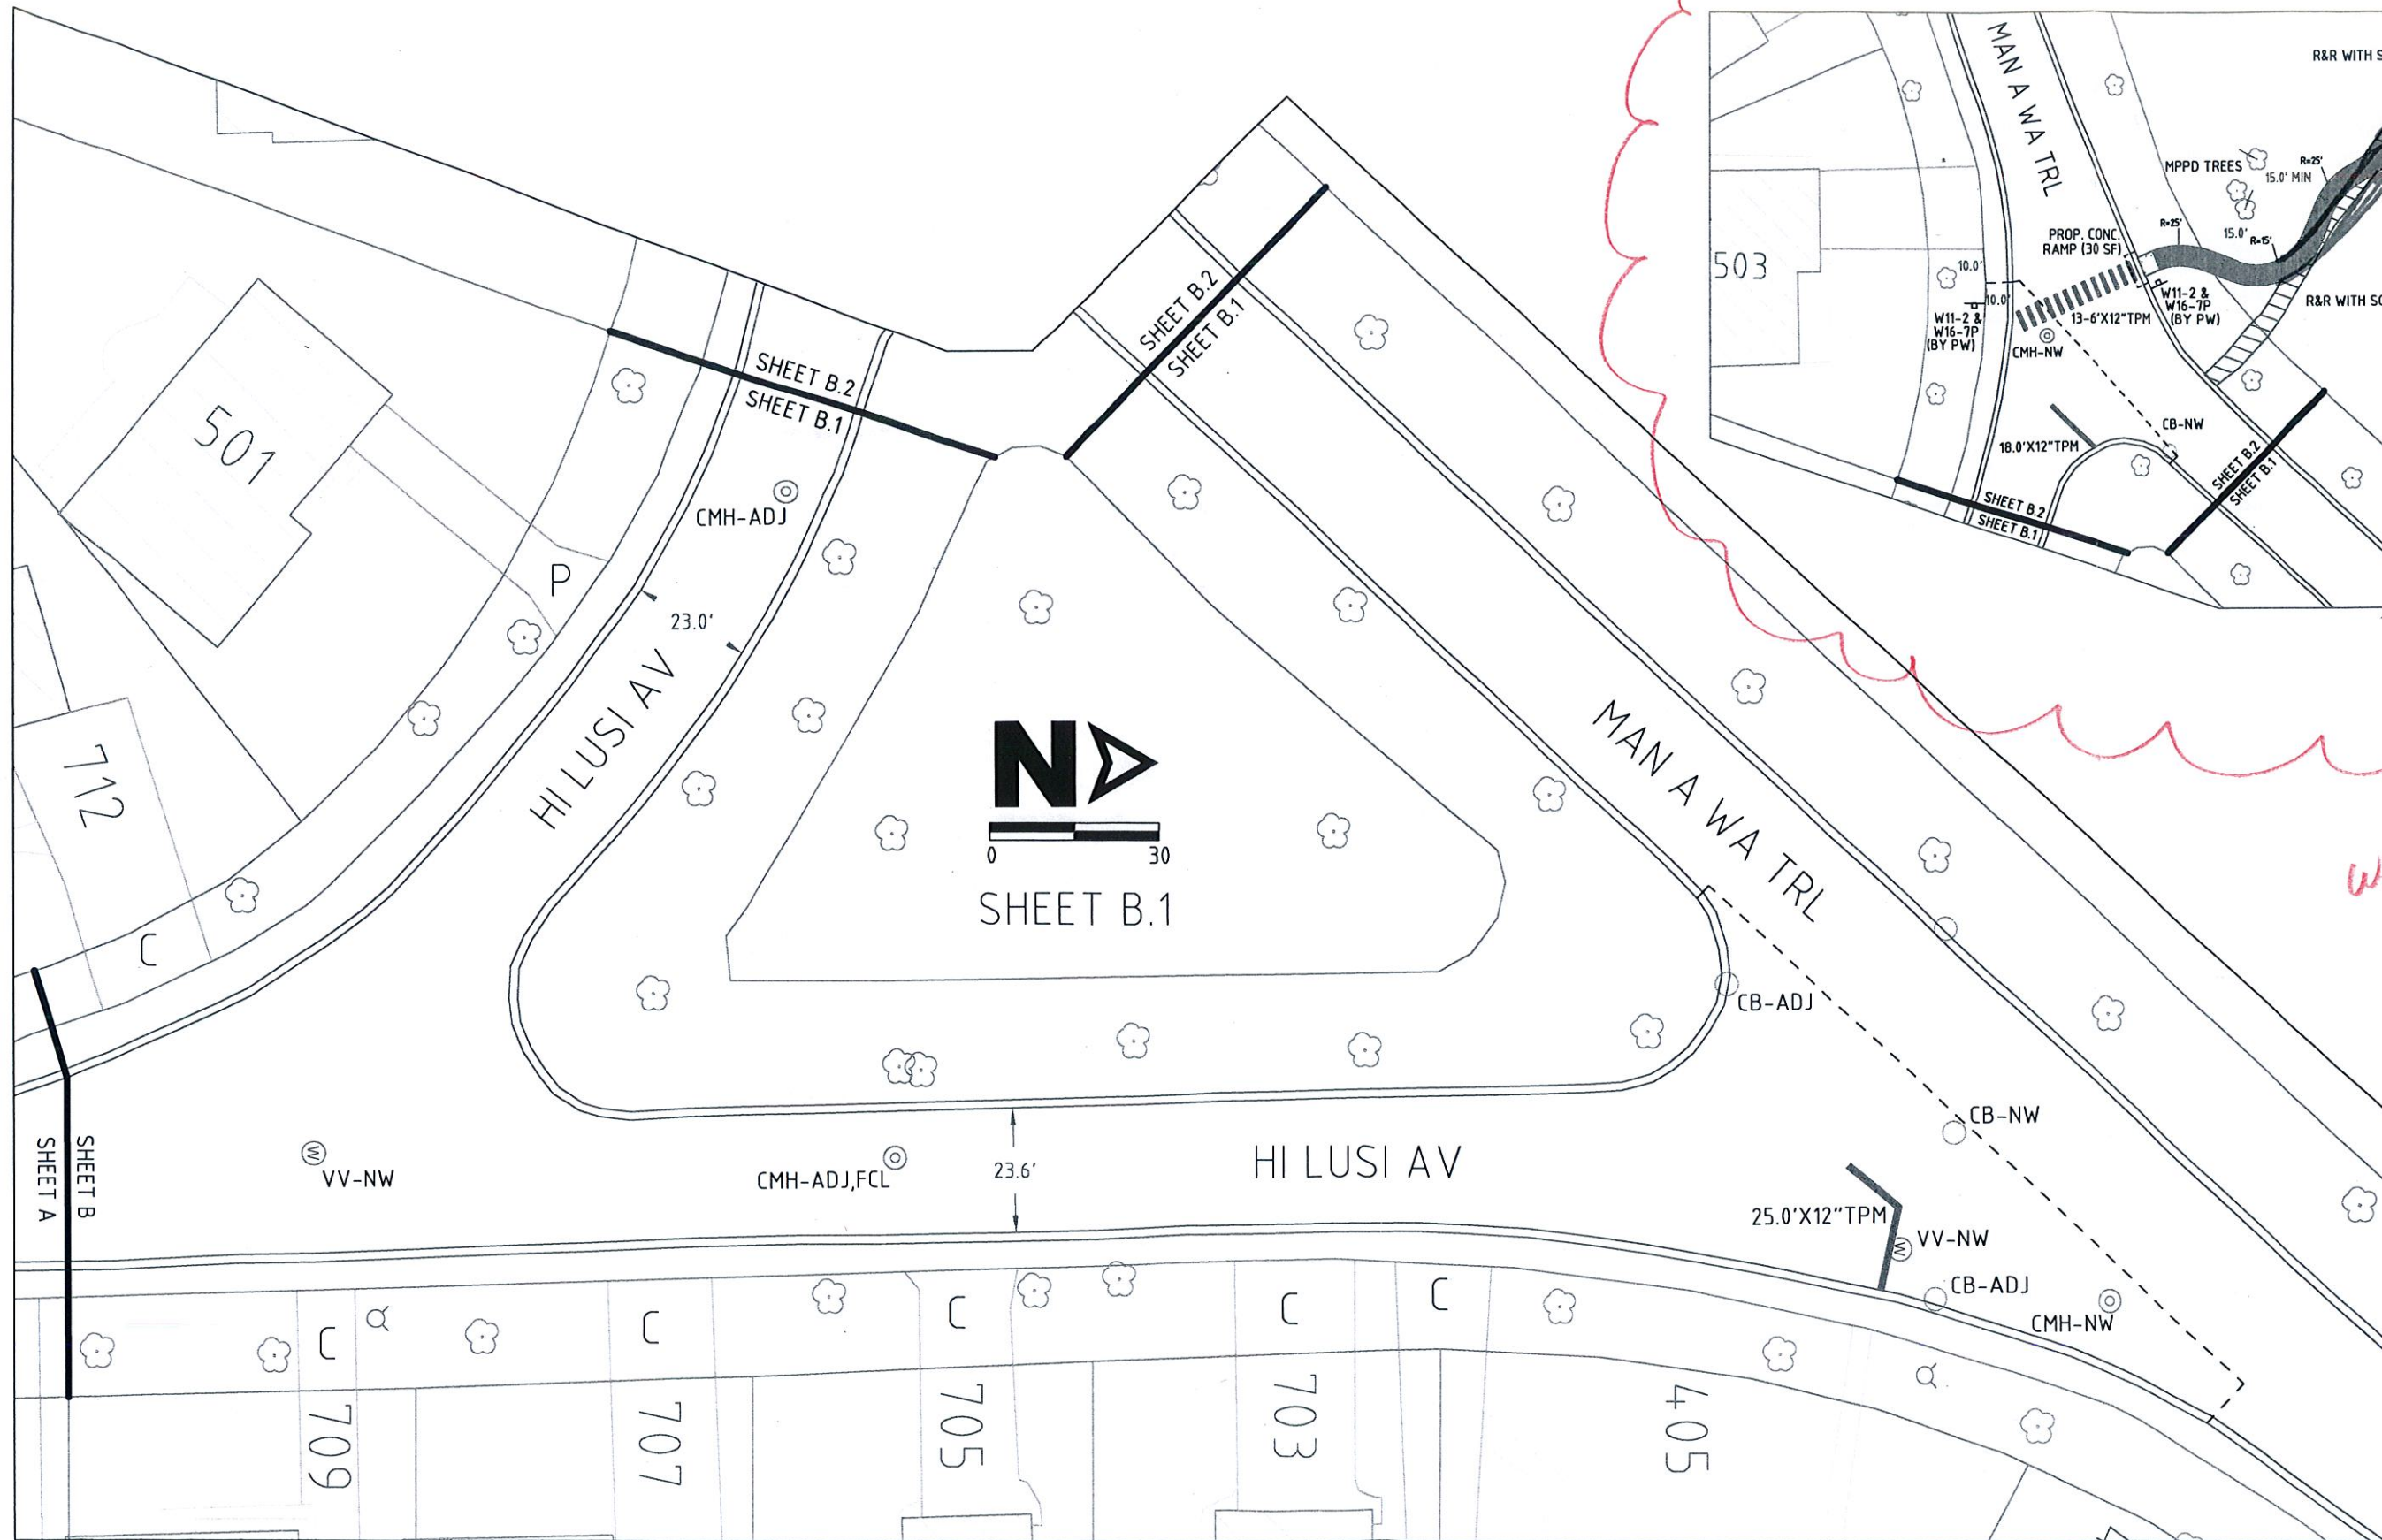 MAN A WA TRL
R&R WITH S
MPPD TREES
R=25'
15.0' MIN
R=25'
15.0'
R=15'
PROP. CONC.
RAMP (30 SF)
503
10.0'
10.0'
W11-2 &
W16-7P
(BY PW)
W11-2 &
W16-7P
(BY PW)
13-6'X12"TPM
R&R WITH SO
CMH-NW
CB-NW
18.0'X12"TPM
SHEET B.2
SHEET B.1
SHEET B.2
SHEET B.1
SHEET B.2
SHEET B.1
SHEET B.2
SHEET B.1
501
CMH-ADJ
P
23.0'
HI LUSI AV
712
C
N
0 30
SHEET B.1
MAN A WA TRL
W
CB-ADJ
CB-NW
SHEET A
SHEET B
W
VV-NW
CMH-ADJ,FCL
23.6'
HI LUSI AV
25.0'X12"TPM
W
VV-NW
CB-ADJ
CMH-NW
C
C
C
C
C
709
707
705
703
405